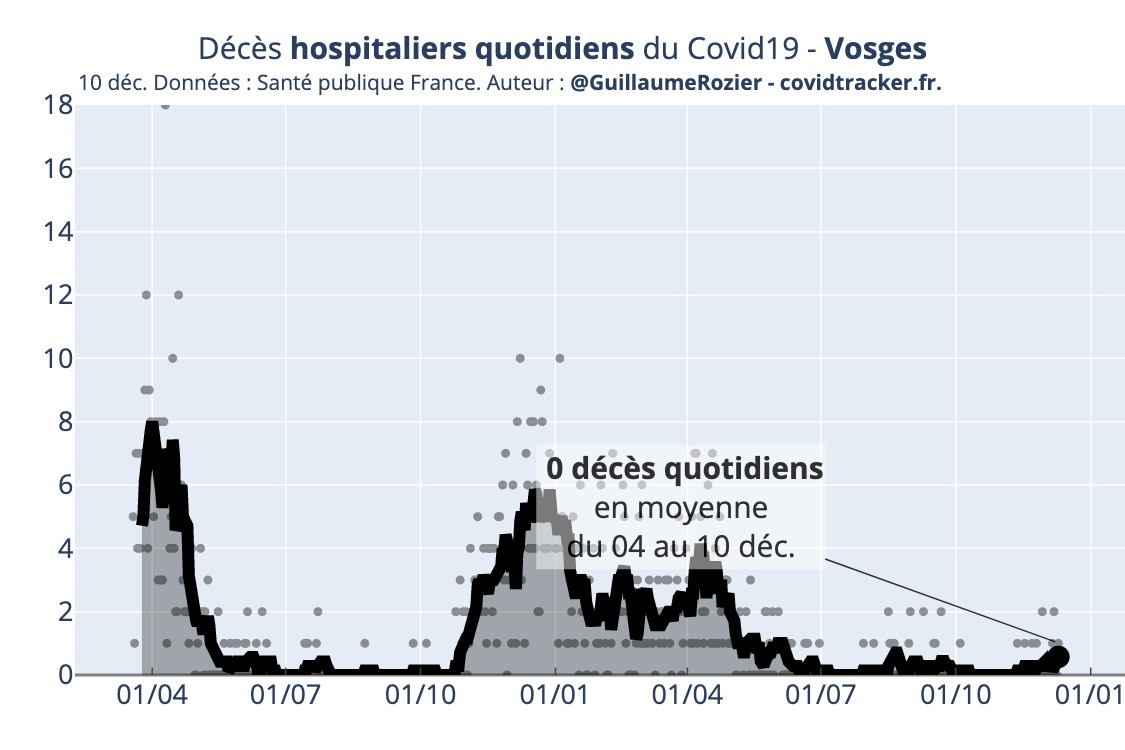 Décès hospitaliers quotidiens du Covid19 - Vosges
10 déc. Données : Santé publique France. Auteur : @GuillaumeRozier - covidtracker.fr.
18
16
14
12
10
8
6
4
2
0
0 décès quotidiens
en moyenne
du 04 au 10 déc.
01/04 01/07 01/10 01/01 01/04 01/07 01/10 01/01